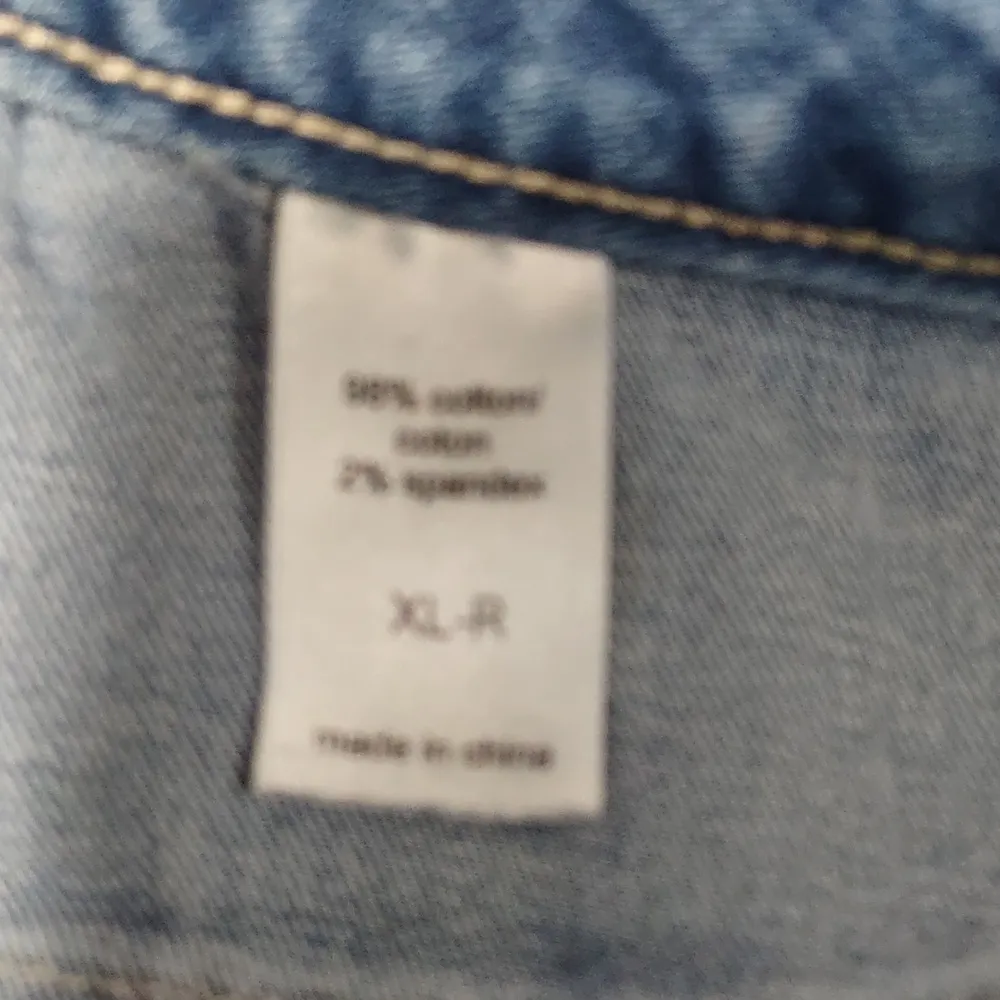 98% cotton/
coton
2% spandex
XL-R
made in china